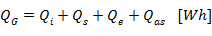 Q_G = Q_i + Q_s + Q_e + Q_as [Wh]